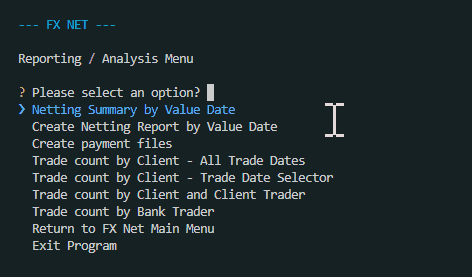 --- FX NET ---
Reporting / Analysis Menu
? Please select an option?
❯ Netting Summary by Value Date
Create Netting Report by Value Date
Create payment files
Trade count by Client - All Trade Dates
Trade count by Client - Trade Date Selector
Trade count by Client and Client Trader
Trade count by Bank Trader
Return to FX Net Main Menu
Exit Program